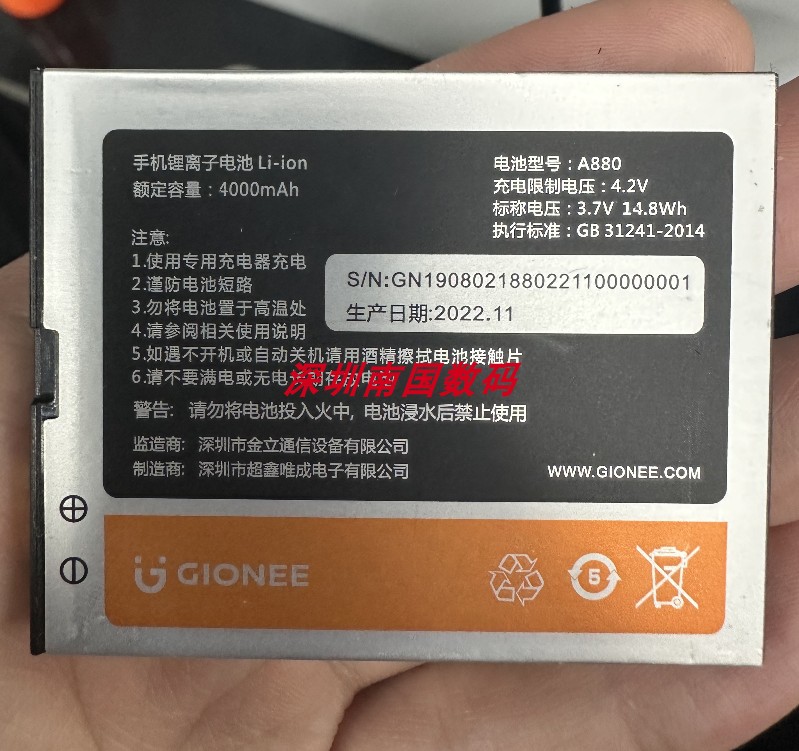 手机锂离子电池 Li-ion
额定容量：4000mAh
电池型号：A880
充电限制电压：4.2V
标称电压：3.7V 14.8Wh
执行标准：GB 31241-2014
注意:
1.使用专用充电器充电
2.谨防电池短路
3.勿将电池置于高温处
4.请参阅相关使用说明
5.如遇不开机或自动关机请用酒精擦拭电池接触片
6.请不要满电或无电长期存放电池
S/N:GN1908021880221100000001
生产日期:2022.11
深圳南国数码
警告: 请勿将电池投入火中, 电池浸水后禁止使用
监造商: 深圳市金立通信设备有限公司
制造商: 深圳市超鑫唯成电子有限公司
WWW.GIONEE.COM
GIONEE
5